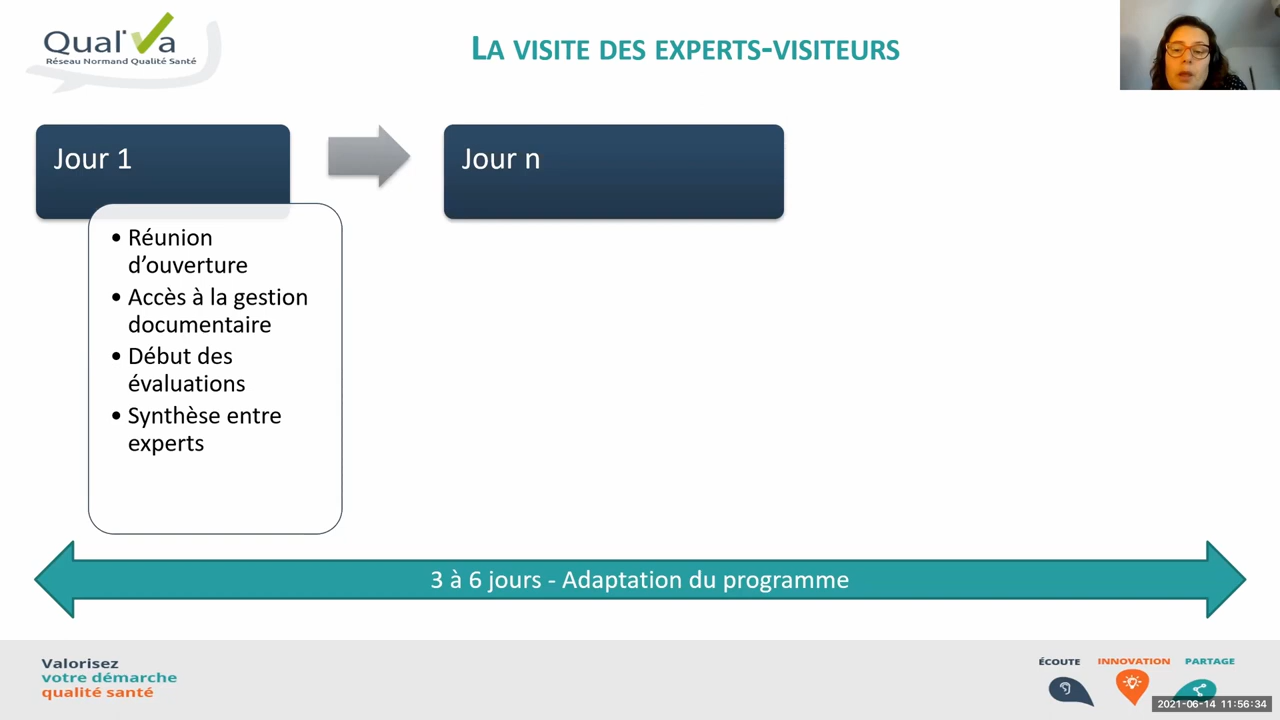 Qual'Va
Réseau Normand Qualité Santé
LA VISITE DES EXPERTS-VISITEURS
Jour 1
Jour n
• Réunion
d’ouverture
• Accès à la gestion
documentaire
• Début des
évaluations
• Synthèse entre
experts
3 à 6 jours - Adaptation du programme
Valorisez
votre démarche
qualité santé
ÉCOUTE
INNOVATION
PARTAGE
2021-06-14 11:56:34